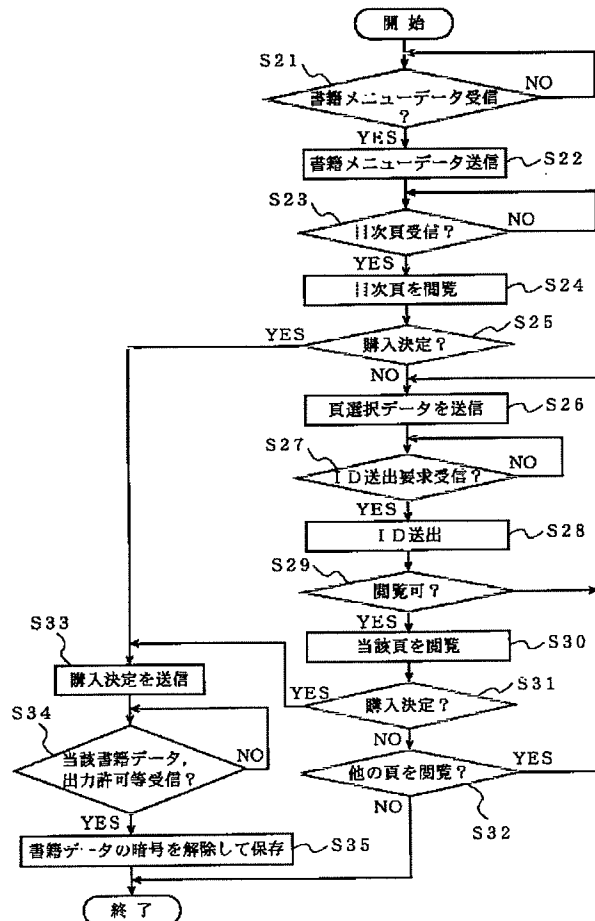 開始
S21
NO
書籍メニューデータ受信
?
YES
書籍メニューデータ送信
S22
S23
NO
目次頁受信?
YES
目次頁を閲覧
S24
S25
YES
購入決定?
NO
頁選択データを送信
S26
S27
NO
ID送出要求受信?
YES
ID送出
S28
S29
閲覧可?
YES
当該頁を閲覧
S30
S33
購入決定を送信
YES
S31
購入決定?
S34
NO
当該書籍データ,
出力許可等受信?
NO
他の頁を閲覧?
YES
S32
YES
NO
書籍データの暗号を解除して保存
S35
終了